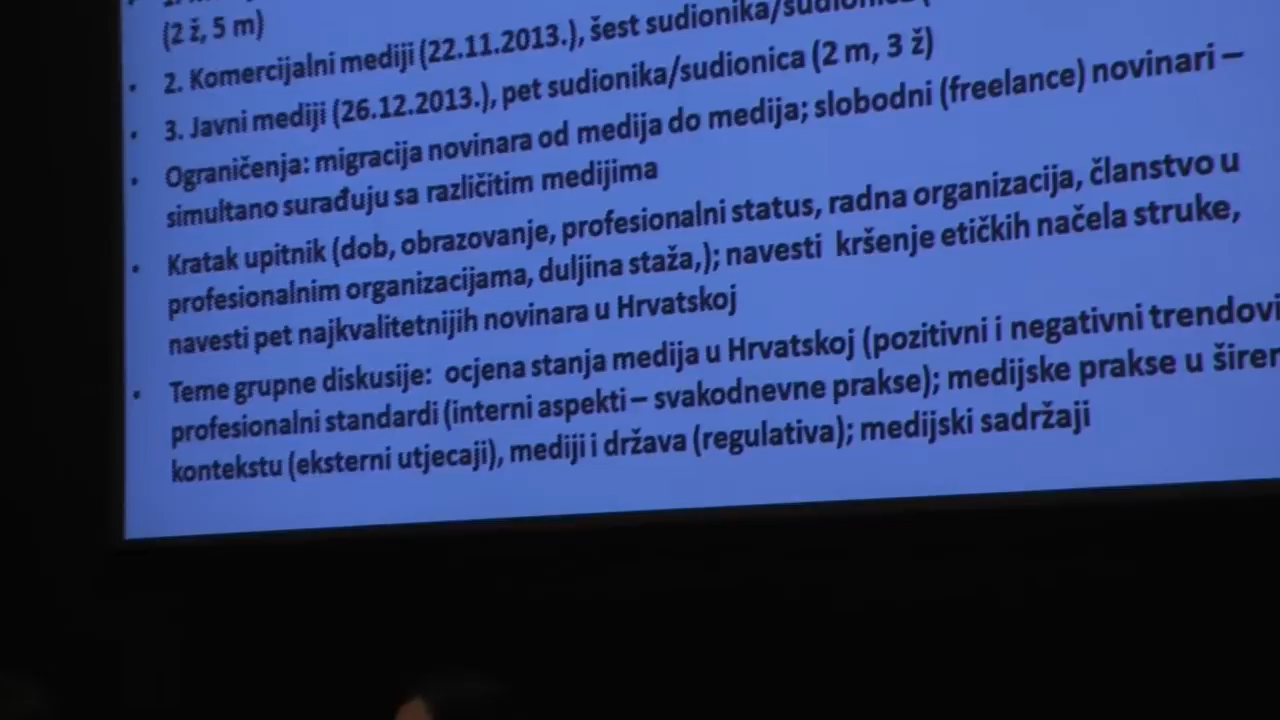 (2 ž, 5 m)
• 2. Komercijalni mediji (22.11.2013.), šest sudionika/sudionica
• 3. Javni mediji (26.12.2013.), pet sudionika/sudionica (2 m, 3 ž)
• Ograničenja: migracija novinara od medija do medija; slobodni (freelance) novinari –
simultano surađuju sa različitim medijima
• Kratak upitnik (dob, obrazovanje, profesionalni status, radna organizacija, članstvo u
profesionalnim organizacijama, duljina staža,); navesti kršenje etičkih načela struke,
navesti pet najkvalitetnijih novinara u Hrvatskoj
• Teme grupne diskusije: ocjena stanja medija u Hrvatskoj (pozitivni i negativni trendovi
profesionalni standardi (interni aspekti – svakodnevne prakse); medijske prakse u širem
kontekstu (eksterni utjecaji), mediji i država (regulativa); medijski sadržaji